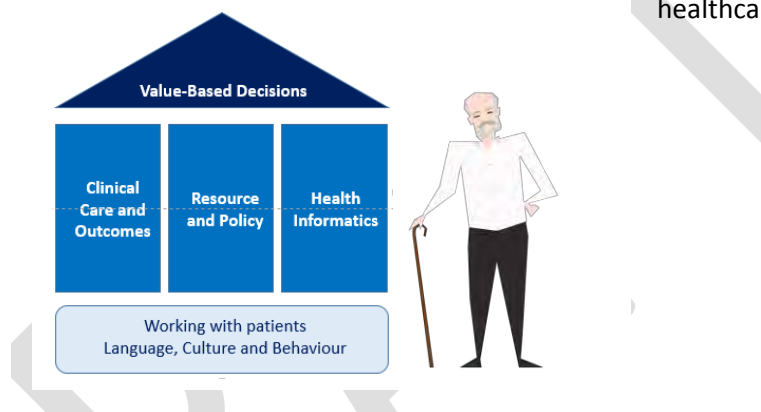 healthca
Value-Based Decisions
Clinical
Care and
Outcomes
Resource
and Policy
Health
Informatics
Working with patients
Language, Culture and Behaviour